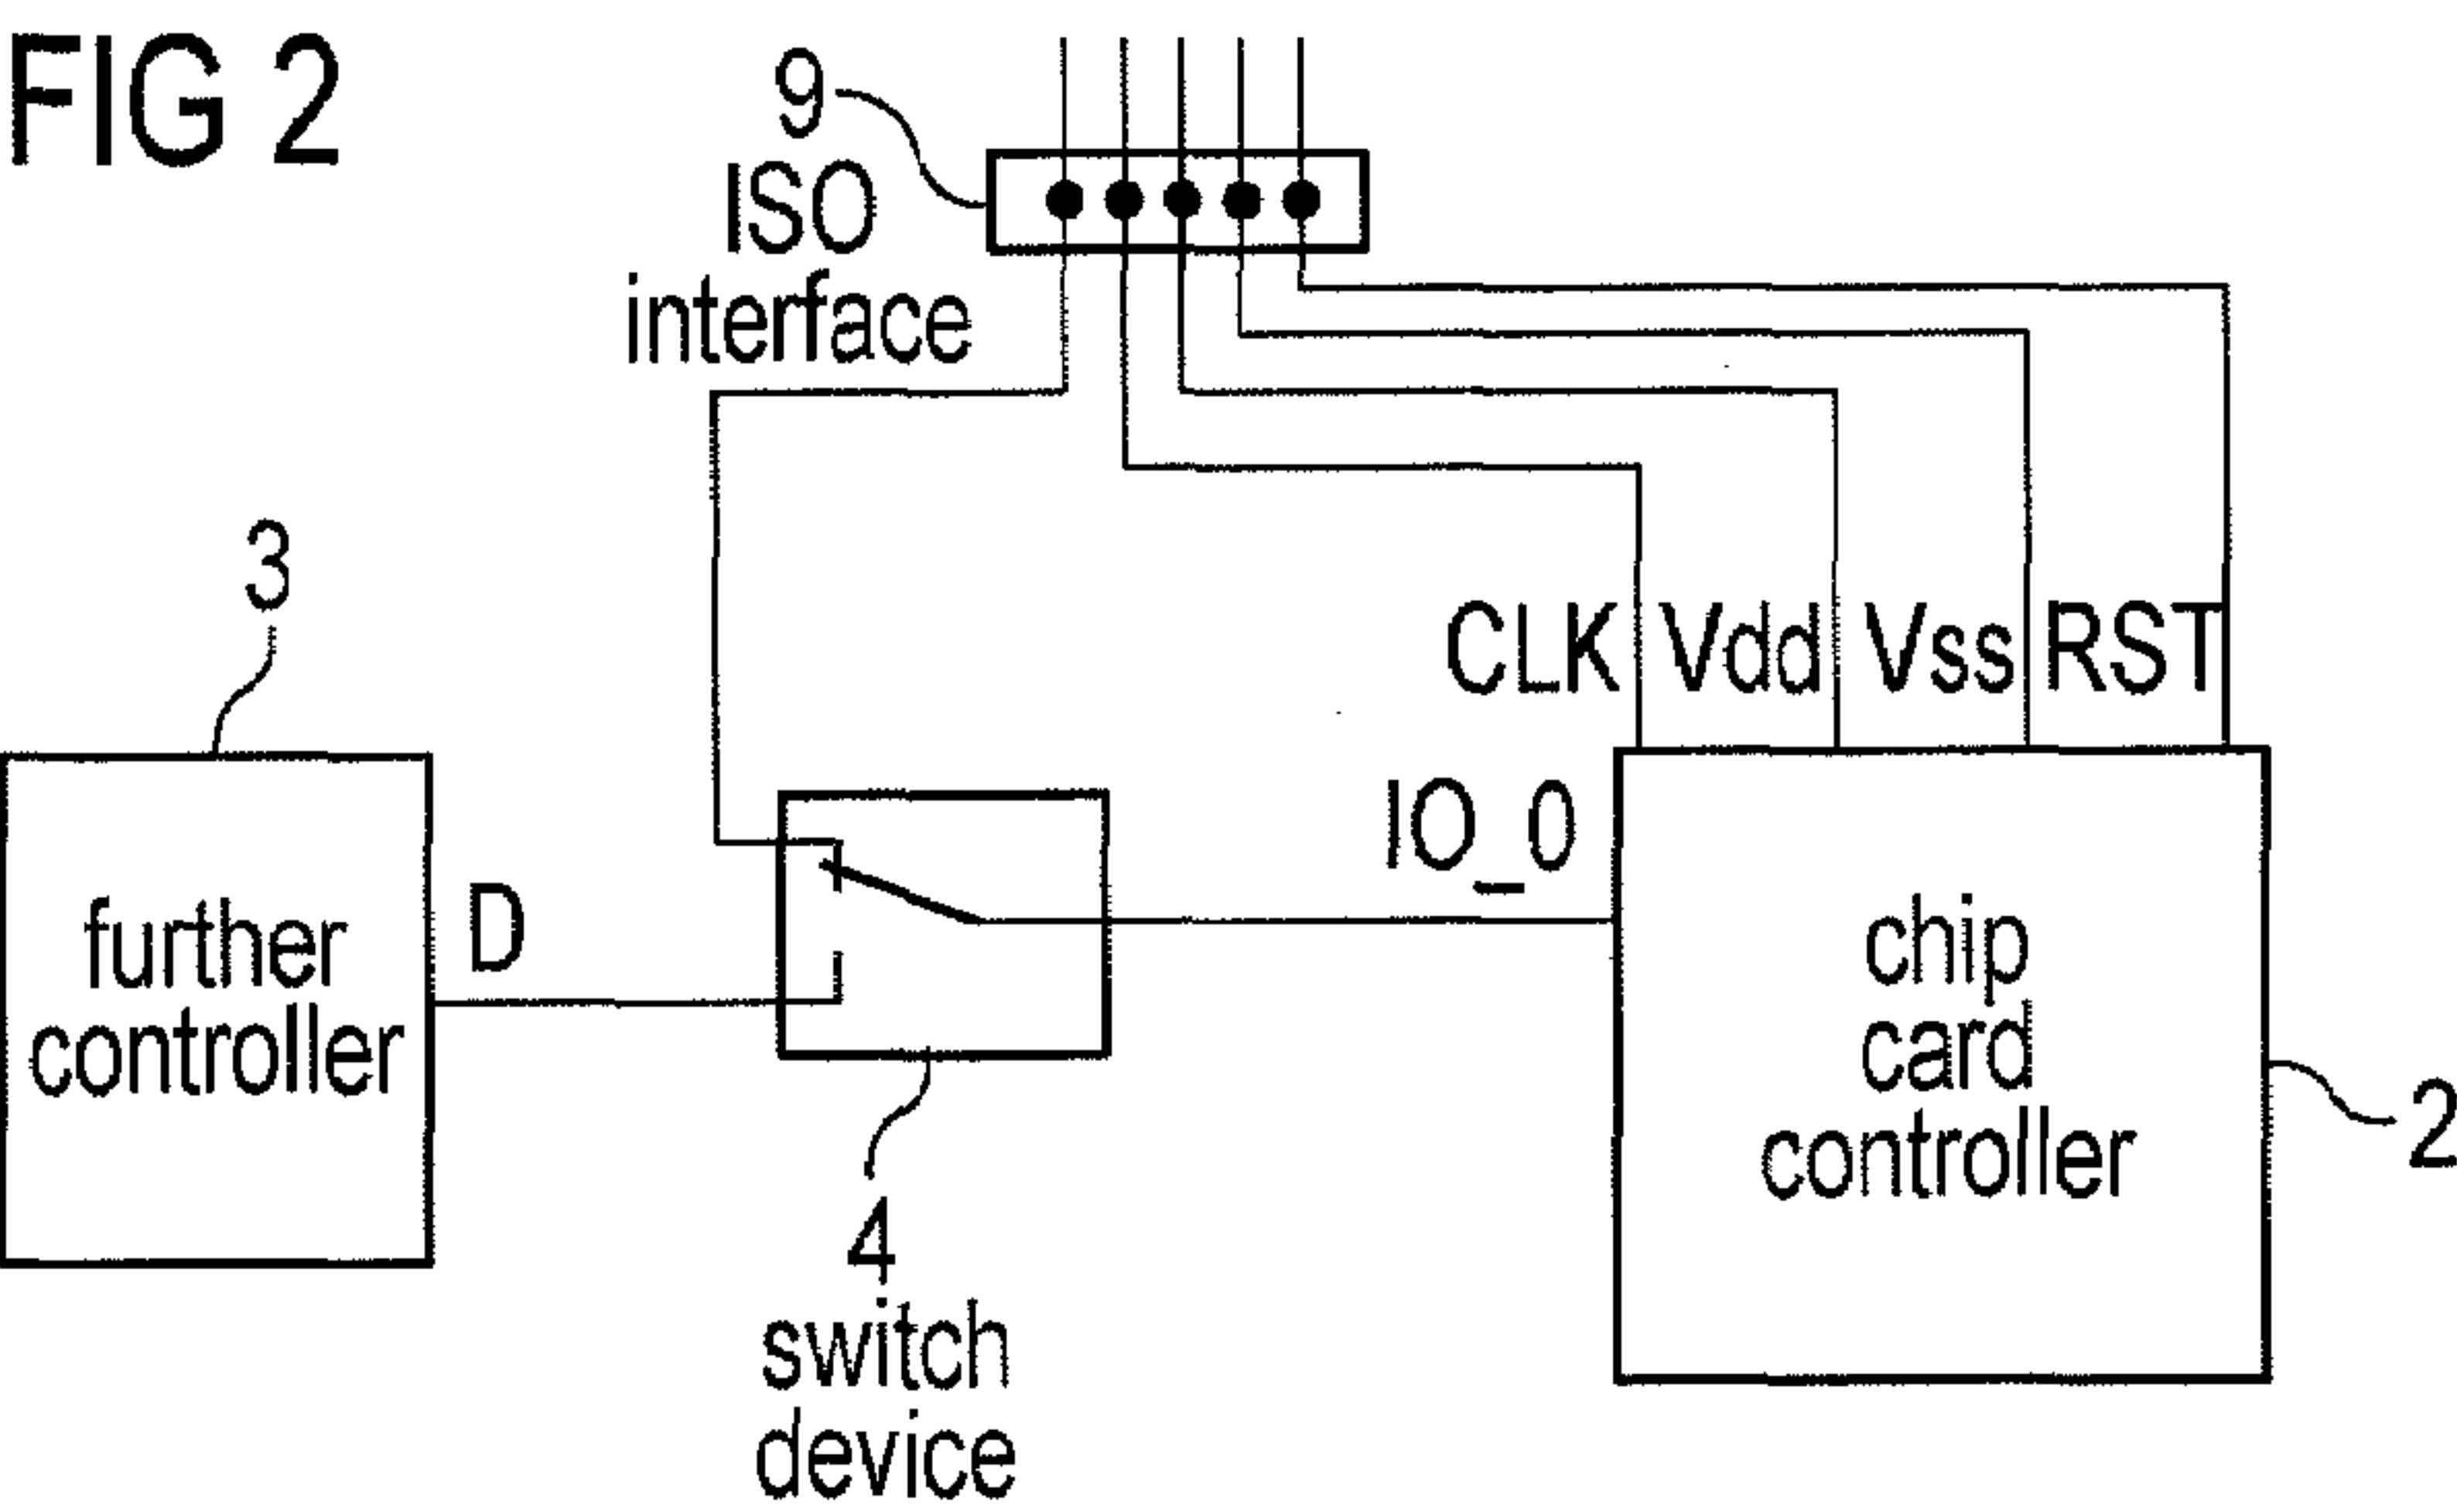 FIG 2
9
ISO
interface
3
CLK Vdd Vss RST
IO_0
further
controller
D
chip
card
controller
2
4
switch
device